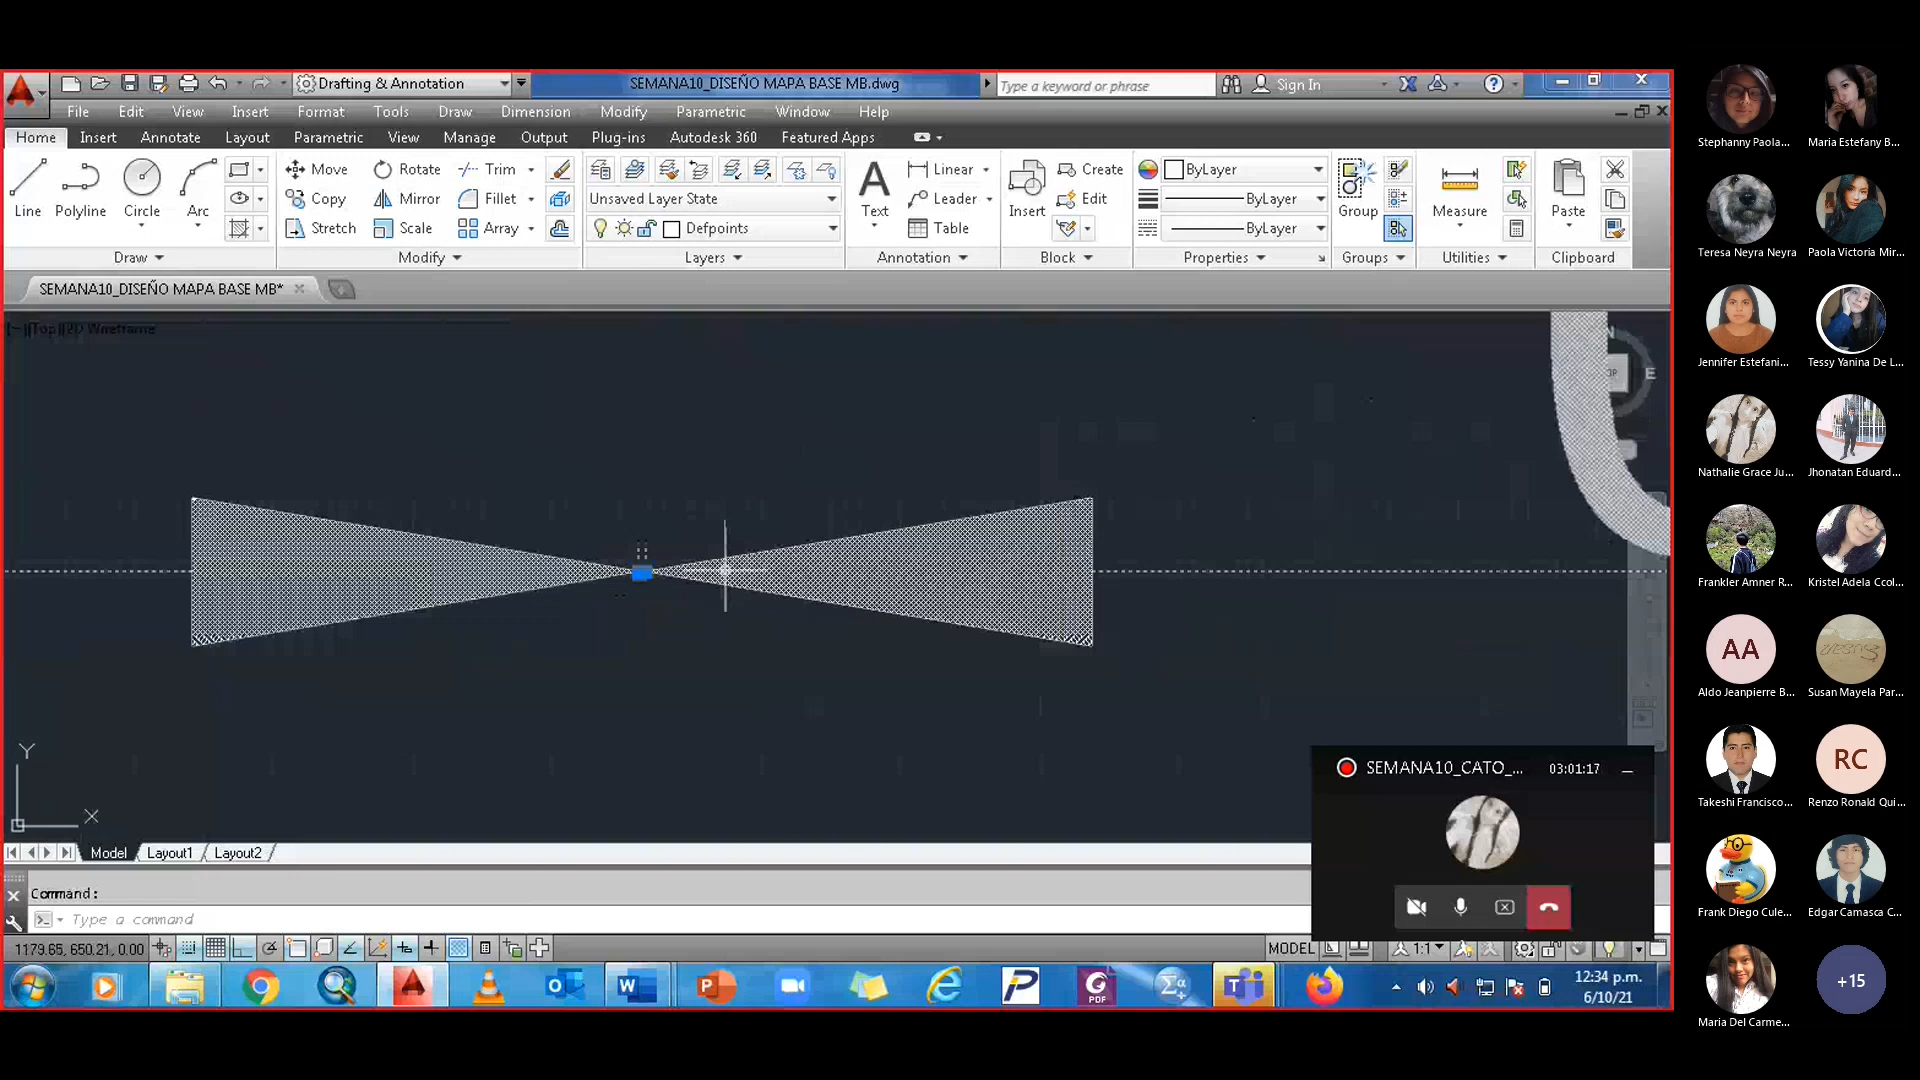 Drafting & Annotation
SEMANA10_DISEÑO MAPA BASE MB.dwg
Type a keyword or phrase
Sign In
File Edit View Insert Format Tools Draw Dimension Modify Parametric Window Help
Home Insert Annotate Layout Parametric View Manage Output Plug-ins Autodesk 360 Featured Apps
Line
Polyline
Circle
Arc
Draw
Move
Rotate
Trim
Copy
Mirror
Fillet
Stretch
Scale
Array
Modify
Unsaved Layer State
Defpoints
Layers
A
Text
Linear
Leader
Table
Annotation
Insert
Create
Edit
Block
ByLayer
ByLayer
ByLayer
Properties
Group
Groups
Measure
Utilities
Paste
Clipboard
SEMANA10_DISEÑO MAPA BASE MB*
[-][Top][2D Wireframe
E
Y
X
Model Layout1 Layout2
Command:
Type a command
1179.65, 650.21, 0.00
MODEL
1:1
SEMANA10_CATO_...
03:01:17
12:34 p.m.
6/10/21
PDF
Stephanny Paola...
Maria Estefany B...
Teresa Neyra Neyra
Paola Victoria Mir...
Jennifer Estefani...
Tessy Yanina De L...
Nathalie Grace Ju...
Jhonatan Eduard...
Frankler Amner R...
Kristel Adela Ccol...
AA
Aldo Jeanpierre B...
Susan Mayela Par...
Takeshi Francisco...
RC
Renzo Ronald Qui...
Frank Diego Cule...
Edgar Camasca C...
Maria Del Carme...
+15